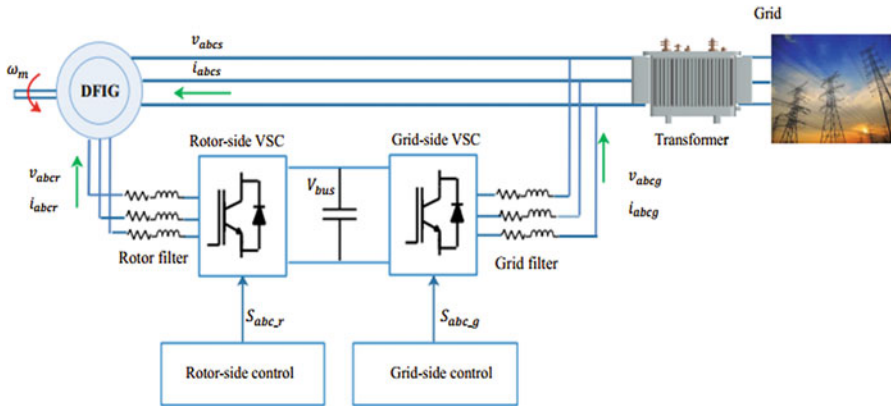 Grid
v_abcs
ω_m
i_abcs
DFIG
Transformer
Rotor-side VSC
Grid-side VSC
v_abcr
v_abcg
V_bus
i_abcr
i_abcg
Rotor filter
Grid filter
S_abc_r
S_abc_g
Rotor-side control
Grid-side control